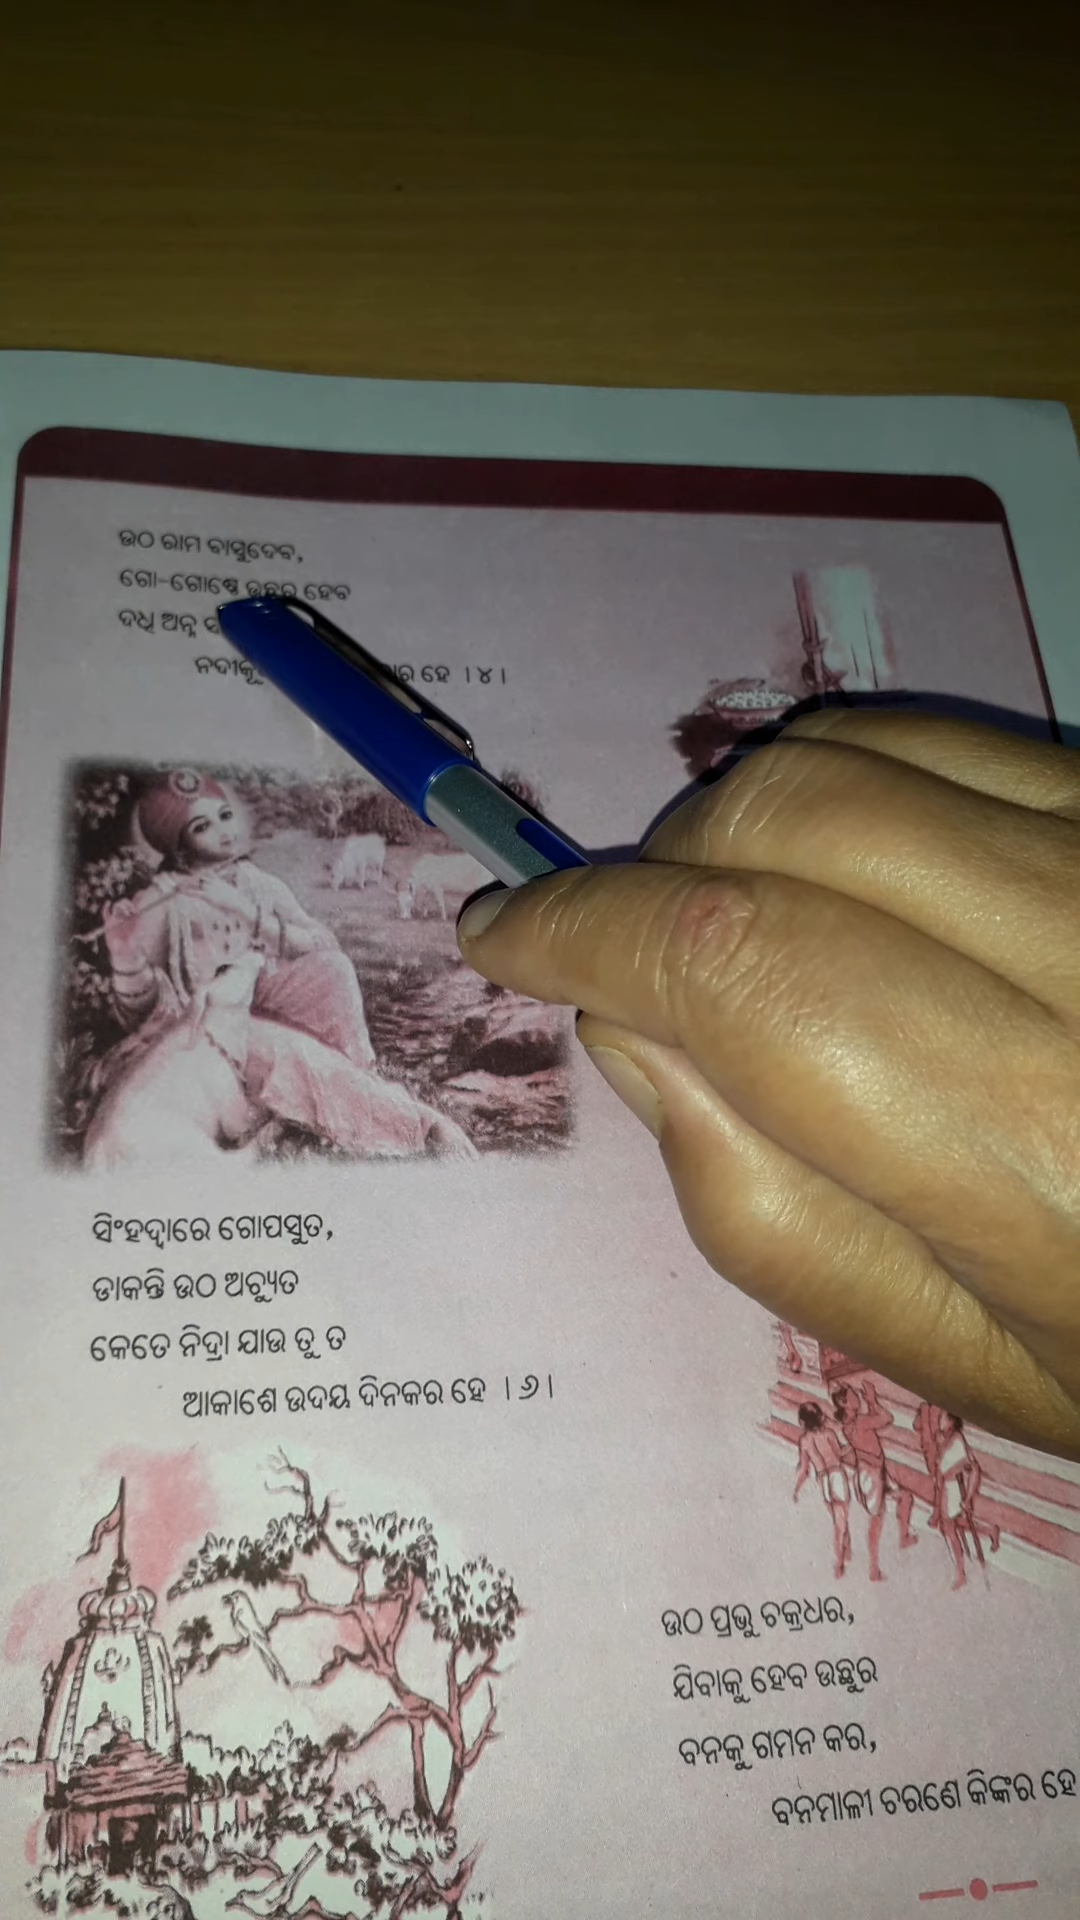 ଉଠ ରାମ ବାସୁଦେବ,
ଗୋ-ଗୋଷ୍ଠେ ଉଛୁର ହେବ
ଦଧି ଅନ୍ନ
ହେ ।୪।
ସିଂହଦ୍ୱାରେ ଗୋପସୁତ,
ଡାକନ୍ତି ଉଠ ଅଚ୍ୟୁତ
କେତେ ନିଦ୍ରା ଯାଉ ତୁ ତ
ଆକାଶେ ଉଦୟ ଦିନକର ହେ ।୬।
ଉଠ ପ୍ରଭୁ ଚକ୍ରଧର,
ଯିବାକୁ ହେବ ଉଛୁର
ବନକୁ ଗମନ କର,
ବନମାଳୀ ଚରଣେ କିଙ୍କର ହେ